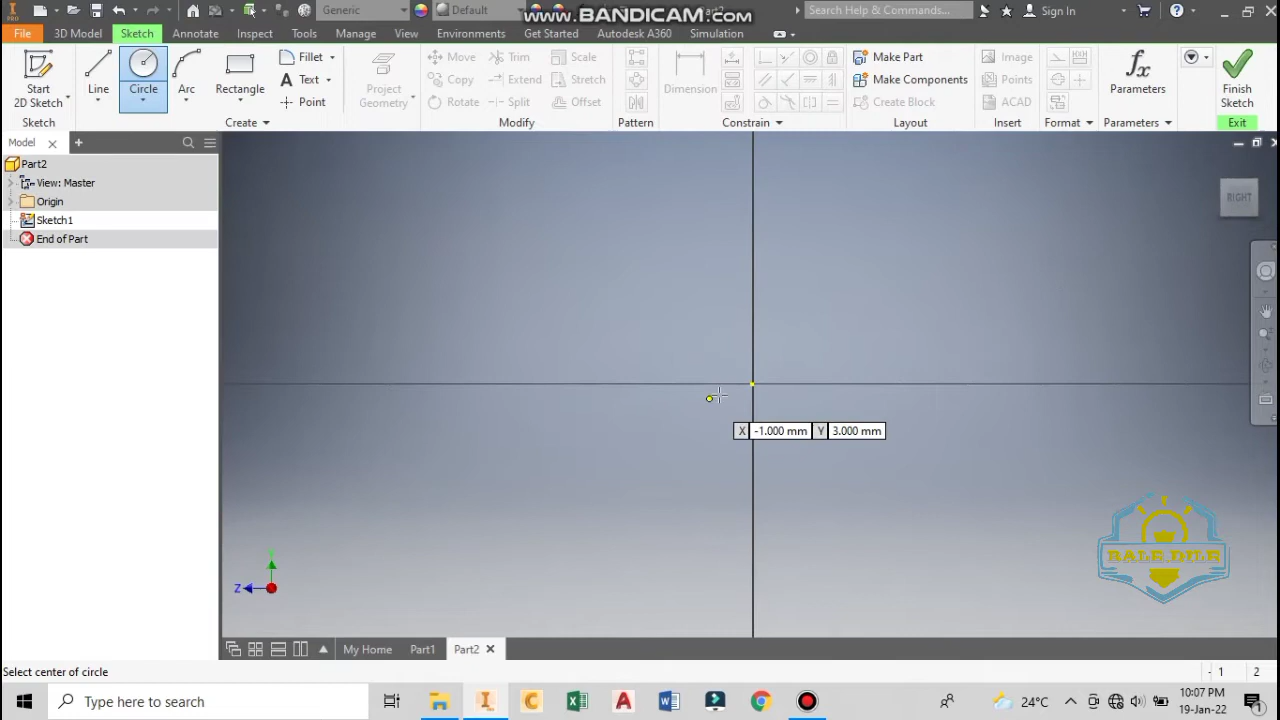 PRO
Generic
Default
www.BANDICAM.com
Search Help & Commands...
Sign In
File
3D Model
Sketch
Annotate
Inspect
Tools
Manage
View
Environments
Get Started
Autodesk A360
Simulation
Start
2D Sketch
Line
Circle
Arc
Rectangle
Fillet
Text
Point
Project
Geometry
Move
Copy
Rotate
Trim
Extend
Split
Scale
Stretch
Offset
Dimension
Make Part
Make Components
Create Block
Image
Points
ACAD
Parameters
Finish
Sketch
Sketch
Create
Modify
Pattern
Constrain
Layout
Insert
Format
Parameters
Exit
Model
Part2
View: Master
Origin
Sketch1
End of Part
RIGHT
X -1.000 mm Y 3.000 mm
BALE.DILE
Z
My Home
Part1
Part2
Select center of circle
1 2
Type here to search
24°C
10:07 PM
19-Jan-22